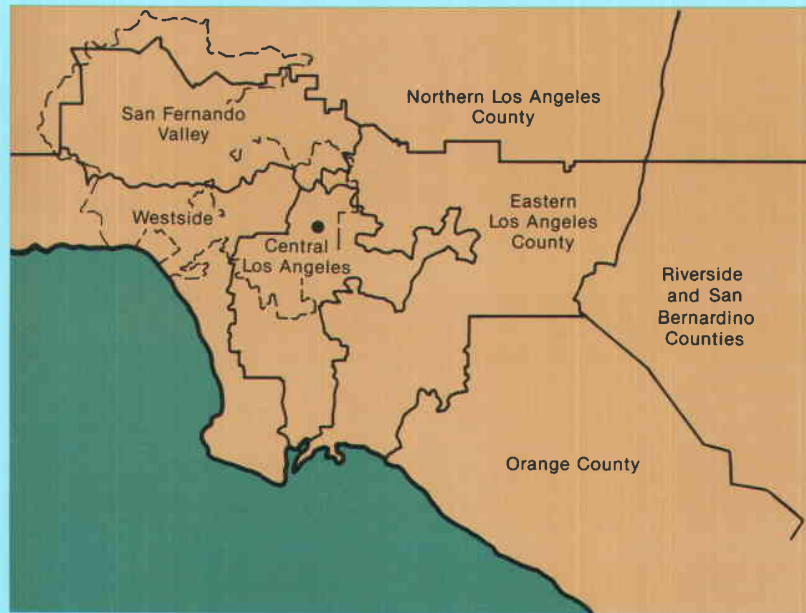 Northern Los Angeles
County
San Fernando
Valley
Eastern
Los Angeles
County
Westside
Central
Los Angeles
Riverside
and San
Bernardino
Counties
Orange County